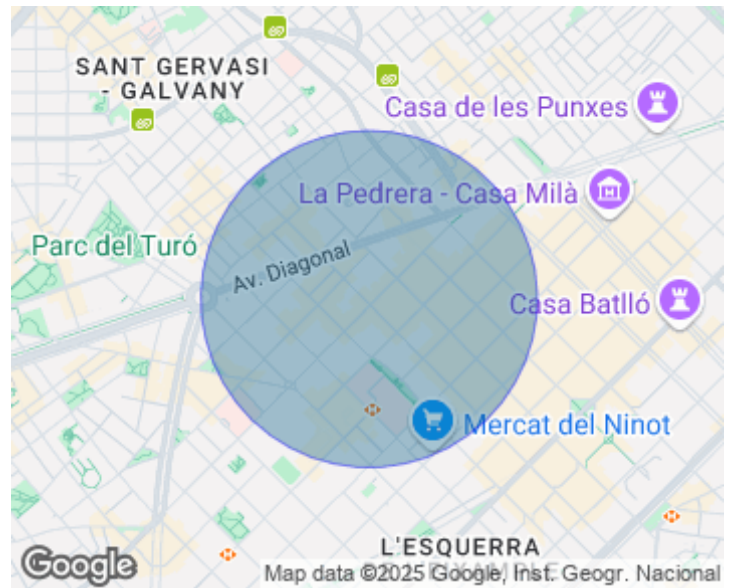 SANT GERVASI
- GALVANY
Casa de les Punxes
La Pedrera - Casa Milà
Parc del Turó
Av. Diagonal
Casa Batlló
Mercat del Ninot
L'ESQUERRA
Google
Map data ©2025 Google, Inst. Geogr. Nacional